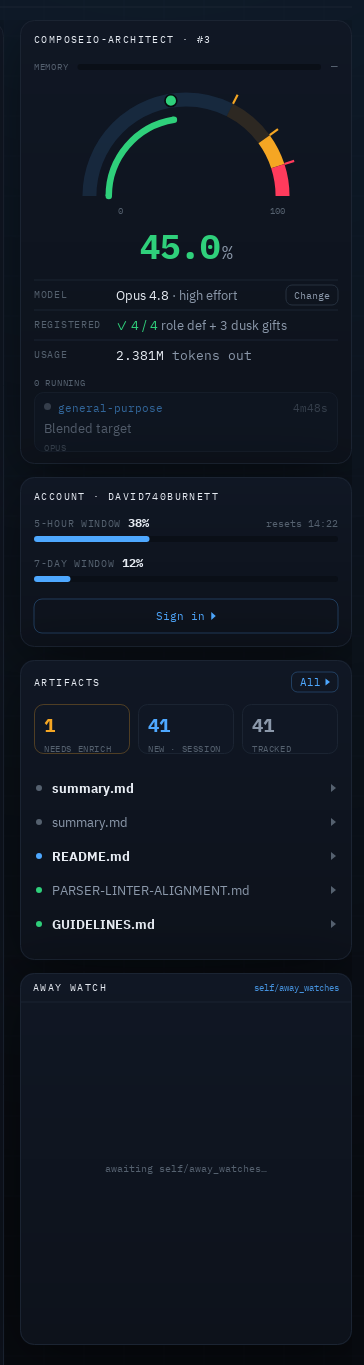 COMPOSEIO-ARCHITECT · #3
MEMORY —
0 100
45.0%
MODEL Opus 4.8 · high effort Change
REGISTERED ✓ 4 / 4 role def + 3 dusk gifts
USAGE 2.381M tokens out
0 RUNNING
general-purpose 4m48s
Blended target
OPUS
ACCOUNT · DAVID740BURNETT
5-HOUR WINDOW 38% resets 14:22
7-DAY WINDOW 12%
Sign in
ARTIFACTS All
1 41 41
NEEDS ENRICH NEW · SESSION TRACKED
summary.md
summary.md
README.md
PARSER-LINTER-ALIGNMENT.md
GUIDELINES.md
AWAY WATCH self/away_watches
awaiting self/away_watches…